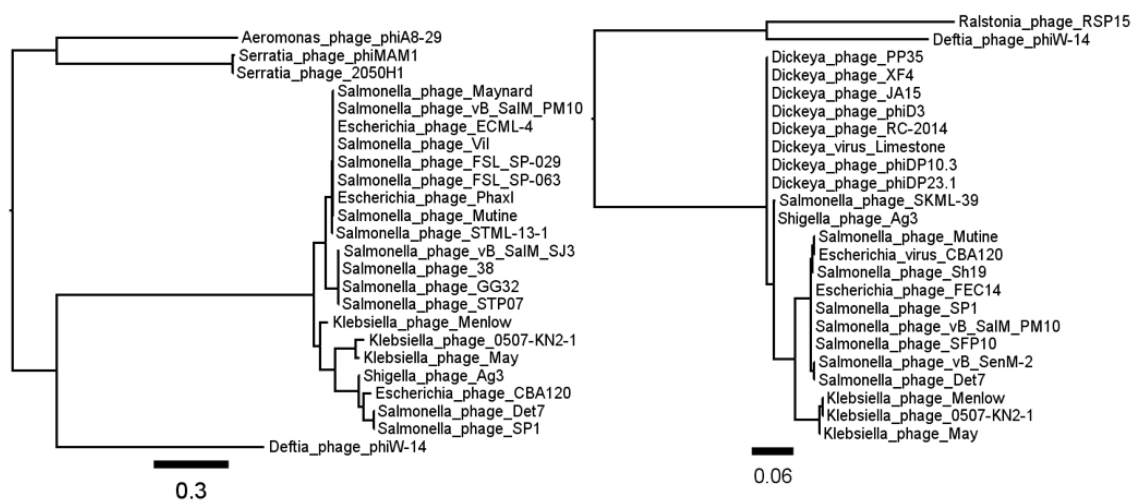 Aeromonas_phage_phiA8-29
Serratia_phage_phiMAM1
Serratia_phage_2050H1
Salmonella_phage_Maynard
Salmonella_phage_vB_SalM_PM10
Escherichia_phage_ECML-4
Salmonella_phage_ViI
Salmonella_phage_FSL_SP-029
Salmonella_phage_FSL_SP-063
Escherichia_phage_PhaxI
Salmonella_phage_Mutine
Salmonella_phage_STML-13-1
Salmonella_phage_vB_SalM_SJ3
Salmonella_phage_38
Salmonella_phage_GG32
Salmonella_phage_STP07
Klebsiella_phage_Menlow
Klebsiella_phage_0507-KN2-1
Klebsiella_phage_May
Shigella_phage_Ag3
Escherichia_phage_CBA120
Salmonella_phage_Det7
Salmonella_phage_SP1
Deftia_phage_phiW-14
0.3
Ralstonia_phage_RSP15
Deftia_phage_phiW-14
Dickeya_phage_PP35
Dickeya_phage_XF4
Dickeya_phage_JA15
Dickeya_phage_phiD3
Dickeya_phage_RC-2014
Dickeya_virus_Limestone
Dickeya_phage_phiDP10.3
Dickeya_phage_phiDP23.1
Salmonella_phage_SKML-39
Shigella_phage_Ag3
Salmonella_phage_Mutine
Escherichia_virus_CBA120
Salmonella_phage_Sh19
Escherichia_phage_FEC14
Salmonella_phage_SP1
Salmonella_phage_vB_SalM_PM10
Salmonella_phage_SFP10
Salmonella_phage_vB_SenM-2
Salmonella_phage_Det7
Klebsiella_phage_Menlow
Klebsiella_phage_0507-KN2-1
Klebsiella_phage_May
0.06